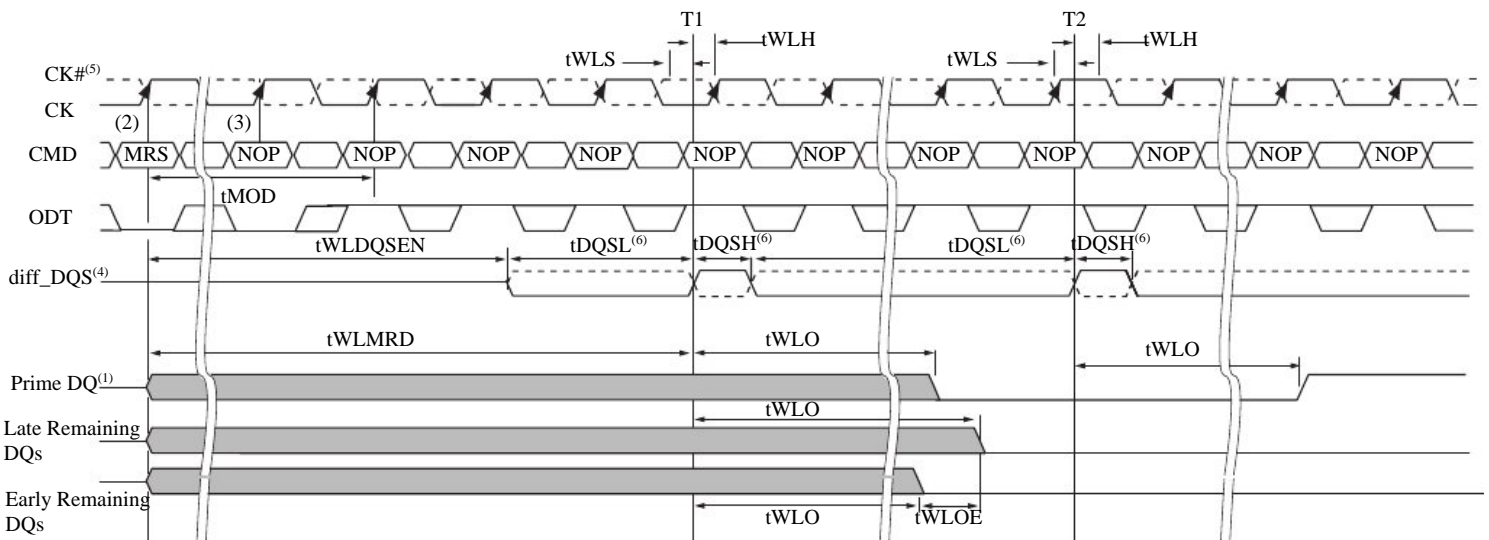 T1 T2
tWLH tWLH
tWLS tWLS
CK#(5)
CK
(2) (3)
CMD MRS NOP NOP NOP NOP NOP NOP NOP NOP NOP NOP NOP
tMOD
ODT
tWLDQSEN tDQSL(6) tDQSH(6) tDQSL(6) tDQSH(6)
diff_DQS(4)
tWLMRD tWLO tWLO
Prime DQ(1)
tWLO
Late Remaining
DQs
Early Remaining
DQs
tWLO tWLOE